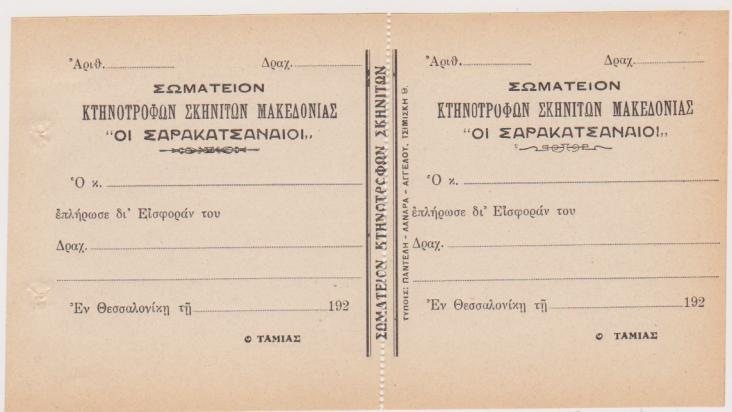 Ἀριθ. Δραχ.
ΣΩΜΑΤΕΙΟΝ
ΚΤΗΝΟΤΡΟΦΩΝ ΣΚΗΝΙΤΩΝ ΜΑΚΕΔΟΝΙΑΣ
"ΟΙ ΣΑΡΑΚΑΤΣΑΝΑΙΟΙ„
Ὁ κ.
ἐπλήρωσε δι' Εἰσφοράν του
Δραχ.
Ἐν Θεσσαλονίκῃ τῇ 192
Ο ΤΑΜΙΑΣ
ΣΩΜΑΤΕΙΟΝ ΚΤΗΝΟΤΡΟΦΩΝ ΣΚΗΝΙΤΩΝ
ΤΥΠΟΙΣ: ΠΑΝΤΕΛΗ - ΛΑΝΑΡΑ - ΑΓΓΕΛΟΥ, ΤΣΙΜΙΣΚΗ 9.
Ἀριθ. Δραχ.
ΣΩΜΑΤΕΙΟΝ
ΚΤΗΝΟΤΡΟΦΩΝ ΣΚΗΝΙΤΩΝ ΜΑΚΕΔΟΝΙΑΣ
"ΟΙ ΣΑΡΑΚΑΤΣΑΝΑΙΟΙ„
Ὁ κ.
ἐπλήρωσε δι' Εἰσφοράν του
Δραχ.
Ἐν Θεσσαλονίκῃ τῇ 192
Ο ΤΑΜΙΑΣ